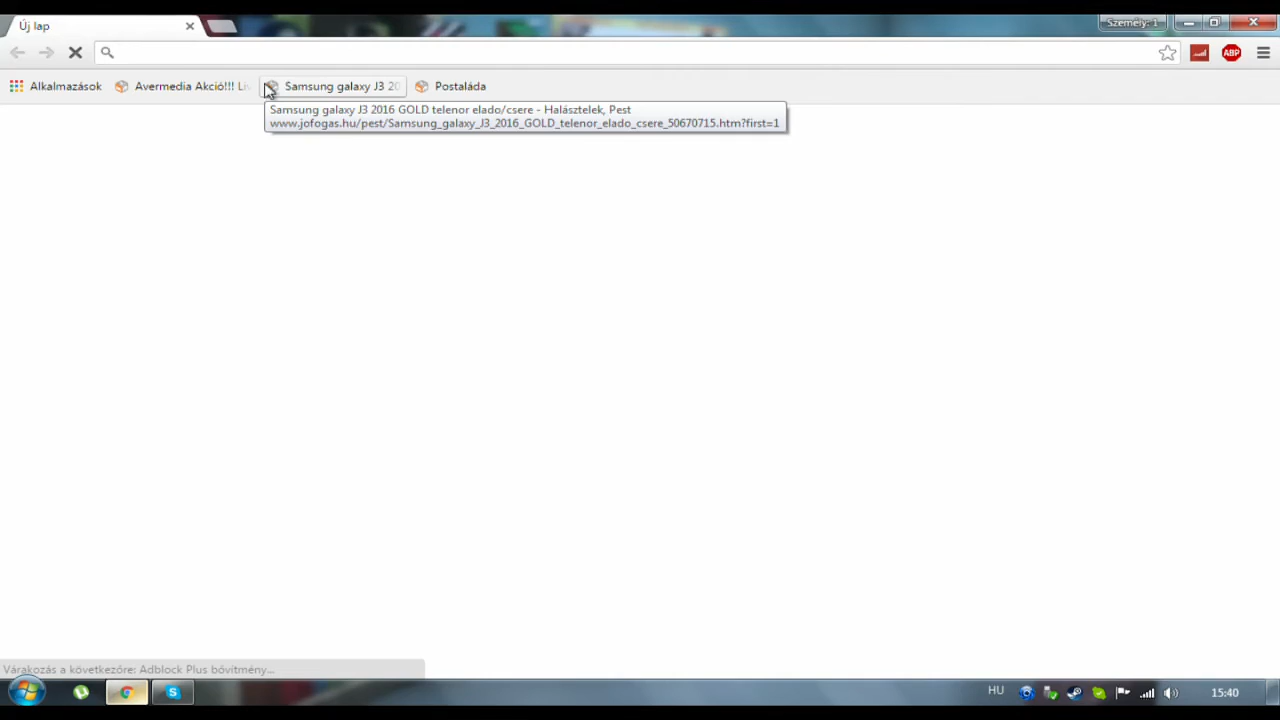 Új lap
Személy: 1
ABP
Alkalmazások
Avermedia Akció!!! Li
Samsung galaxy J3 20
Postaláda
Samsung galaxy J3 2016 GOLD telenor elado/csere - Halásztelek, Pest
www.jofogas.hu/pest/Samsung_galaxy_J3_2016_GOLD_telenor_elado_csere_50670715.htm?first=1
Várakozás a következőre: Adblock Plus bővítmény...
HU
15:40